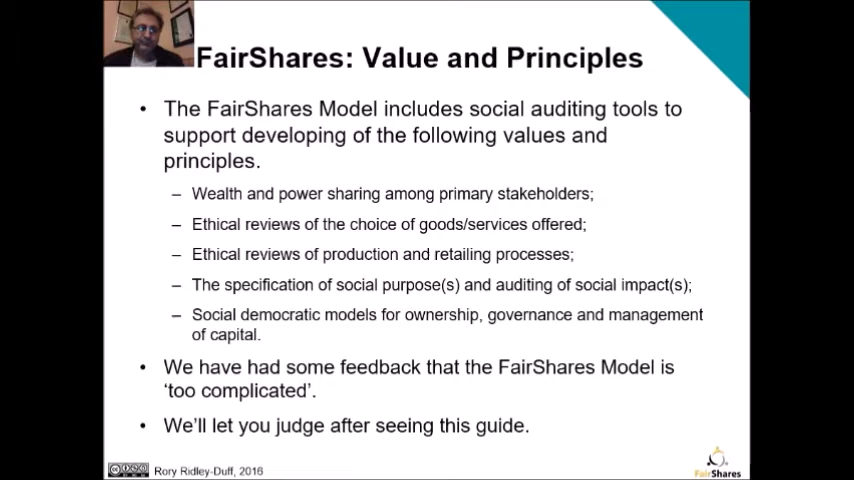 FairShares: Value and Principles
• The FairShares Model includes social auditing tools to
support developing of the following values and
principles.
– Wealth and power sharing among primary stakeholders;
– Ethical reviews of the choice of goods/services offered;
– Ethical reviews of production and retailing processes;
– The specification of social purpose(s) and auditing of social impact(s);
– Social democratic models for ownership, governance and management
of capital.
• We have had some feedback that the FairShares Model is
‘too complicated’.
• We’ll let you judge after seeing this guide.
Rory Ridley-Duff, 2016
FairShares